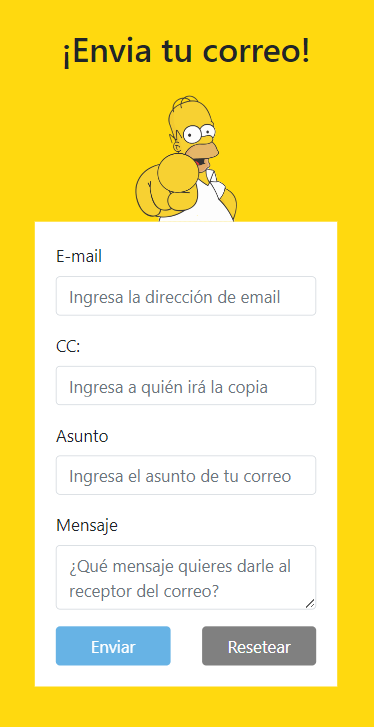 ¡Envia tu correo!
E-mail
Ingresa la dirección de email
CC:
Ingresa a quién irá la copia
Asunto
Ingresa el asunto de tu correo
Mensaje
¿Qué mensaje quieres darle al
receptor del correo?
Enviar
Resetear